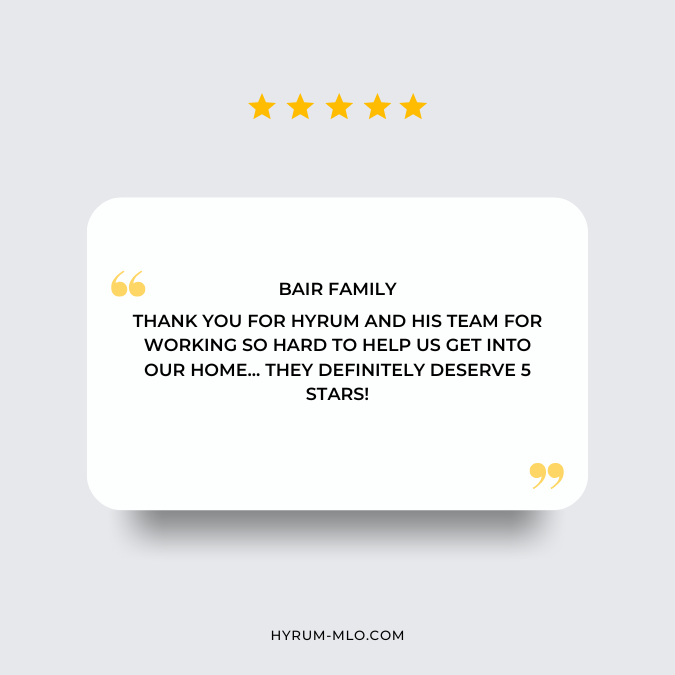 BAIR FAMILY
THANK YOU FOR HYRUM AND HIS TEAM FOR
WORKING SO HARD TO HELP US GET INTO
OUR HOME... THEY DEFINITELY DESERVE 5
STARS!
HYRUM-MLO.COM